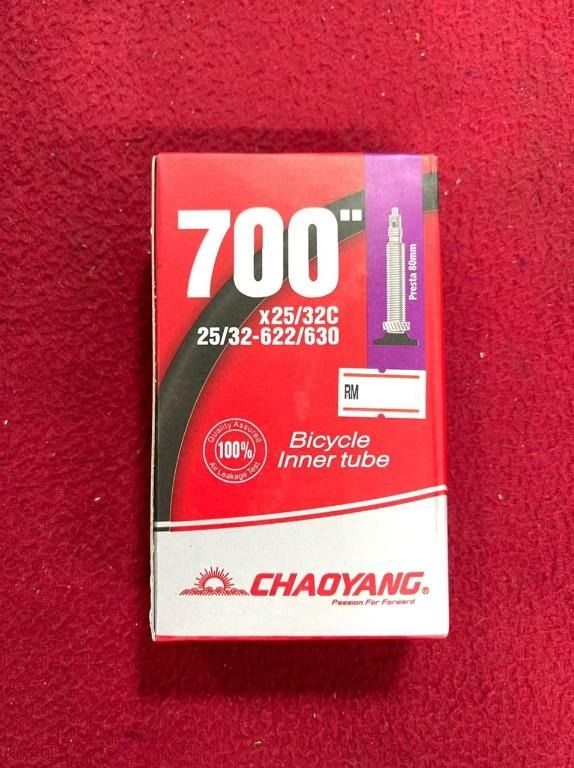 700"
x25/32C
25/32-622/630
Presta 80mm
RM
Quality Assured
100%
Air Leakage Test
Bicycle
Inner tube
CHAOYANG®
Passion For Forward